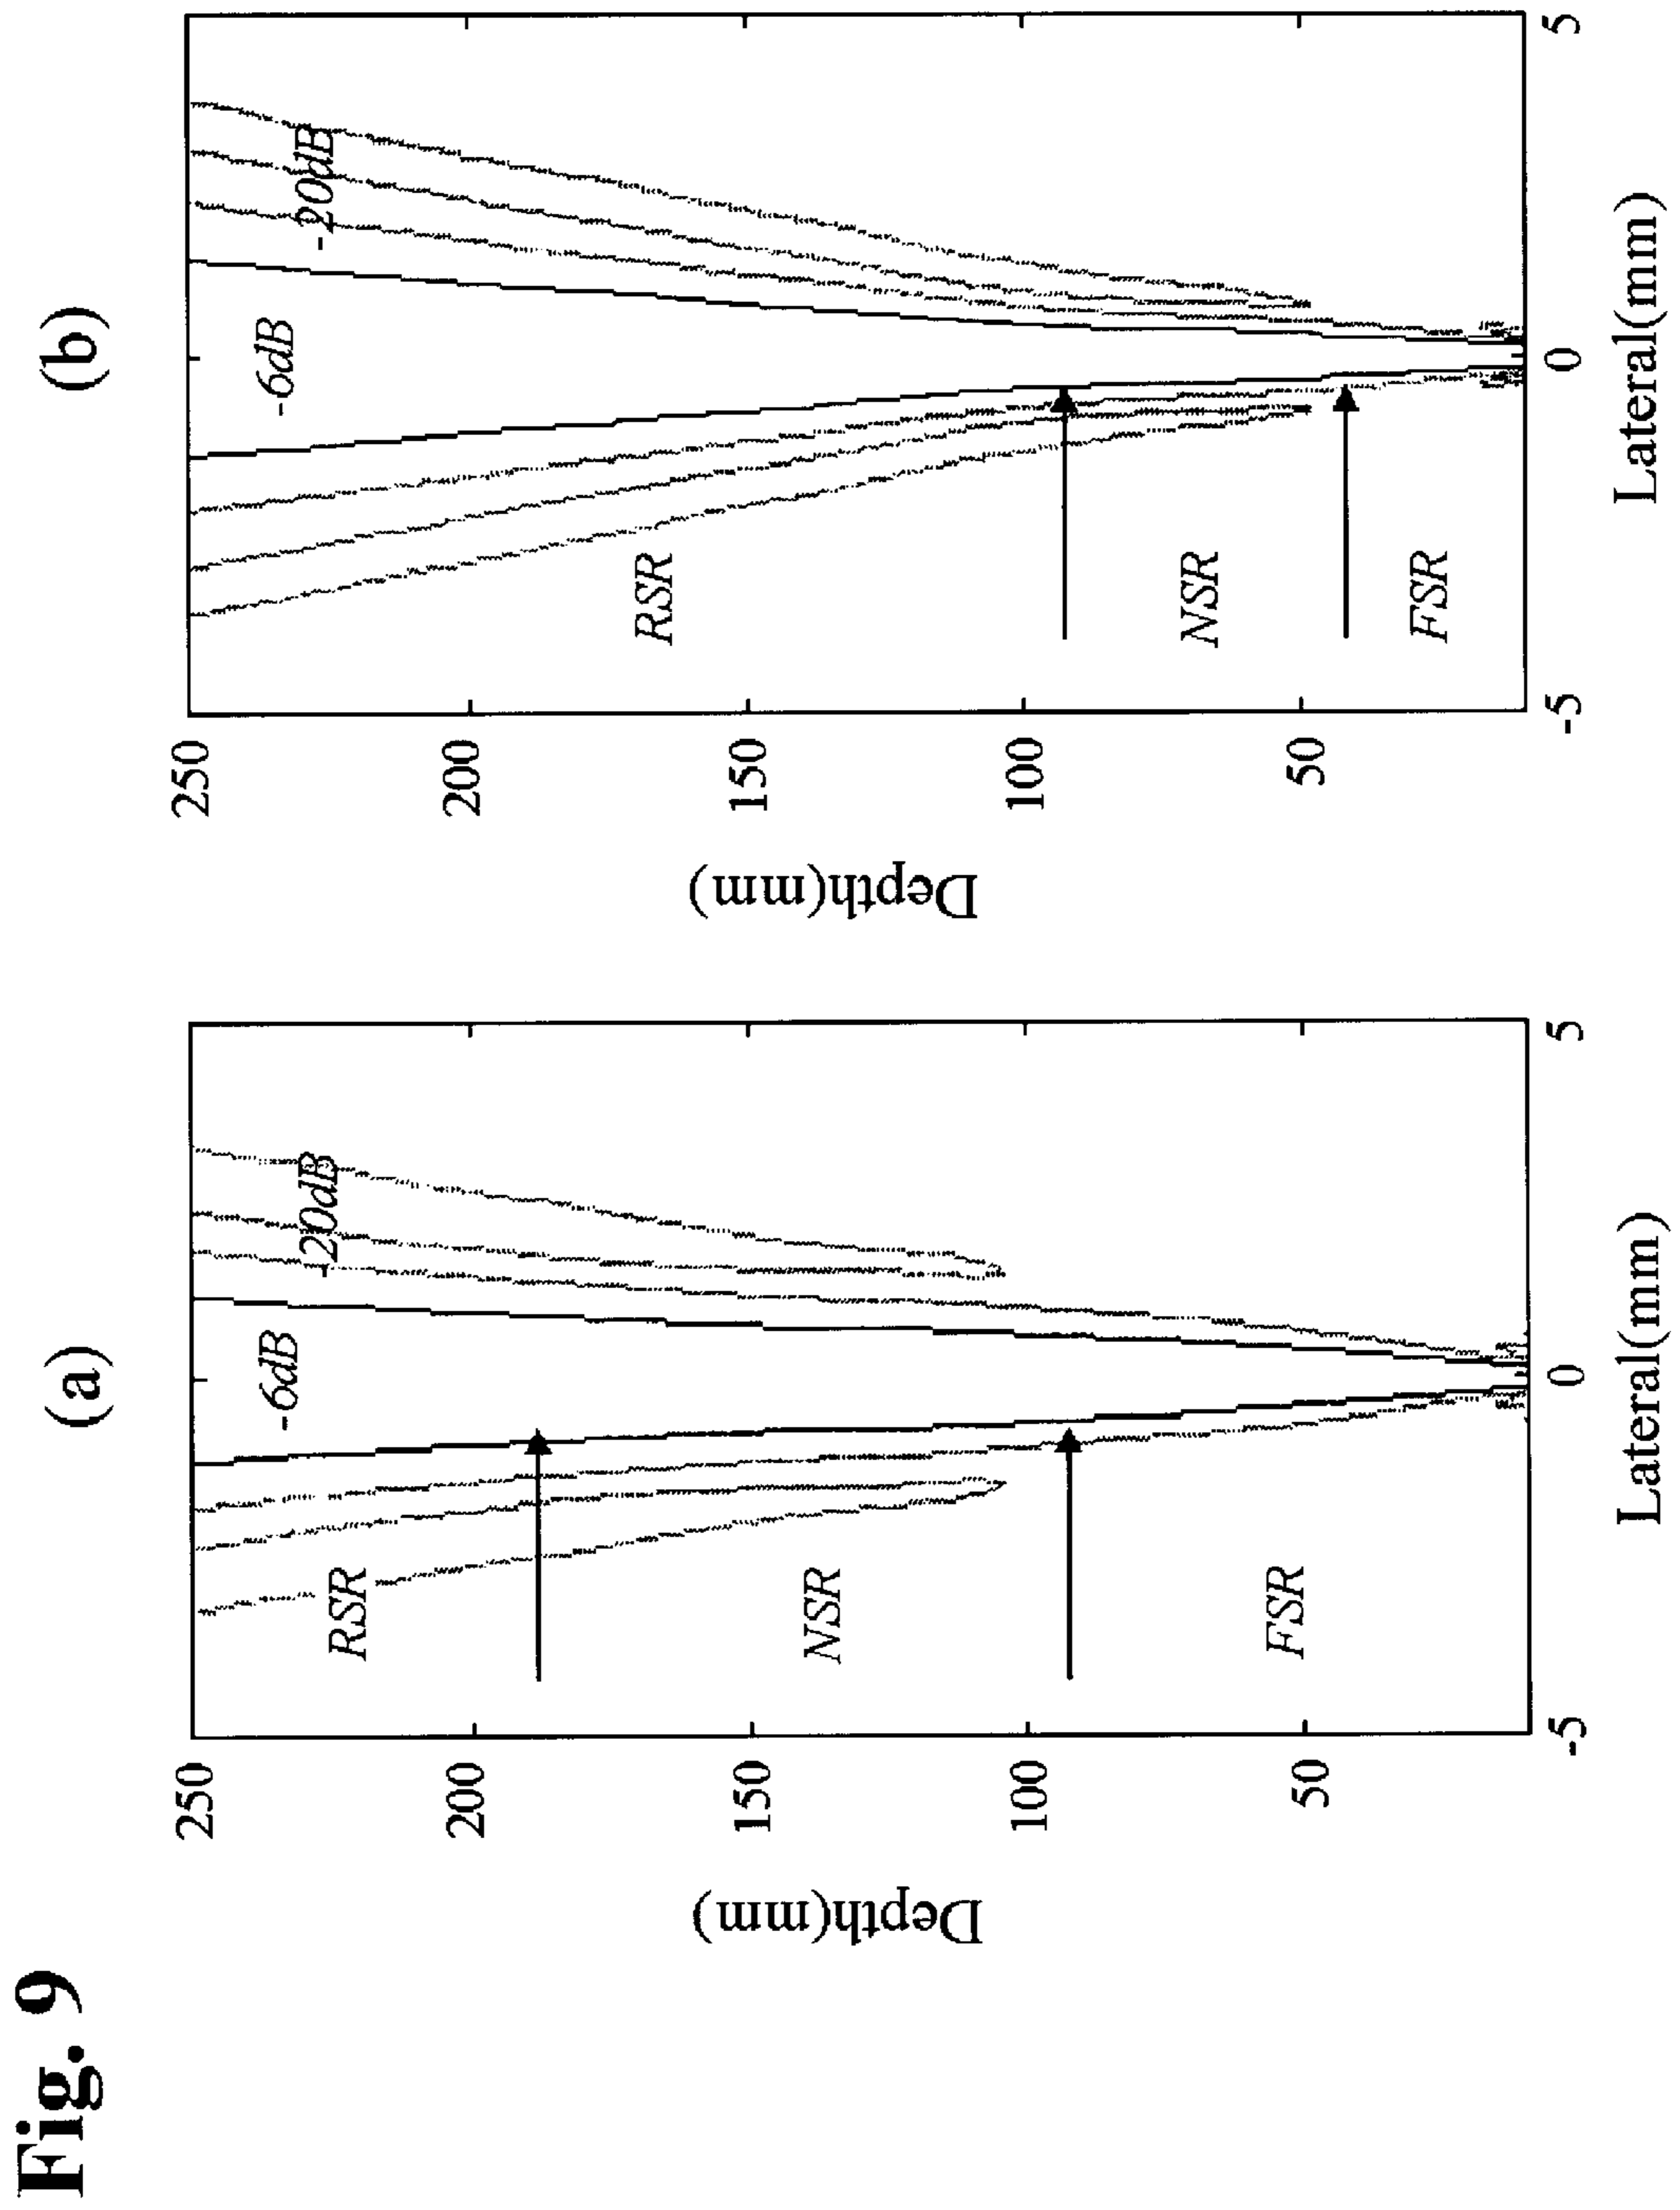 Fig. 9
(a)
250
200
150
100
50
Depth(mm)
-6dB
-20dB
RSR
NSR
FSR
-5
0
5
Lateral(mm)
(b)
250
200
150
100
50
Depth(mm)
-6dB
-20dB
RSR
NSR
FSR
-5
0
5
Lateral(mm)